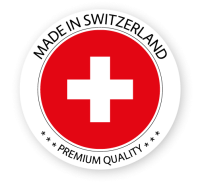 MADE IN SWITZERLAND
*** PREMIUM QUALITY ***